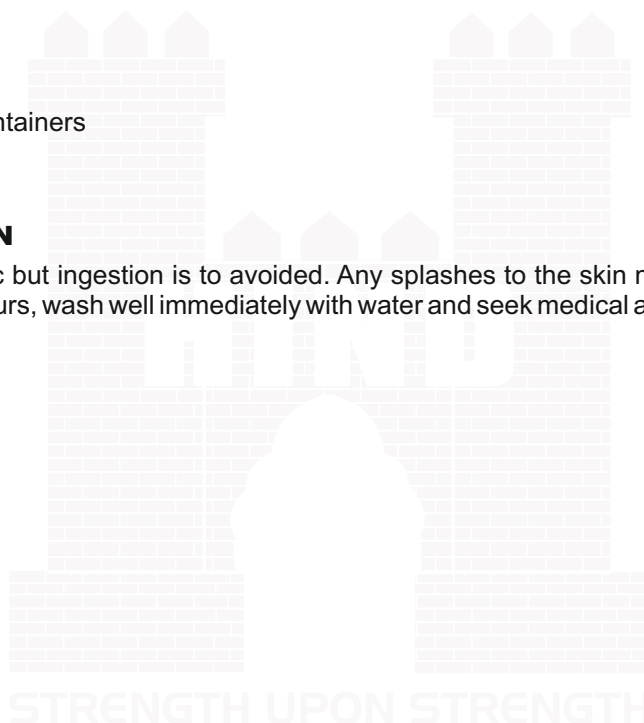 ntainers
N
c but ingestion is to avoided. Any splashes to the skin
urs, wash well immediately with water and seek medical a
HIND
STRENGTH UPON STRENGTH